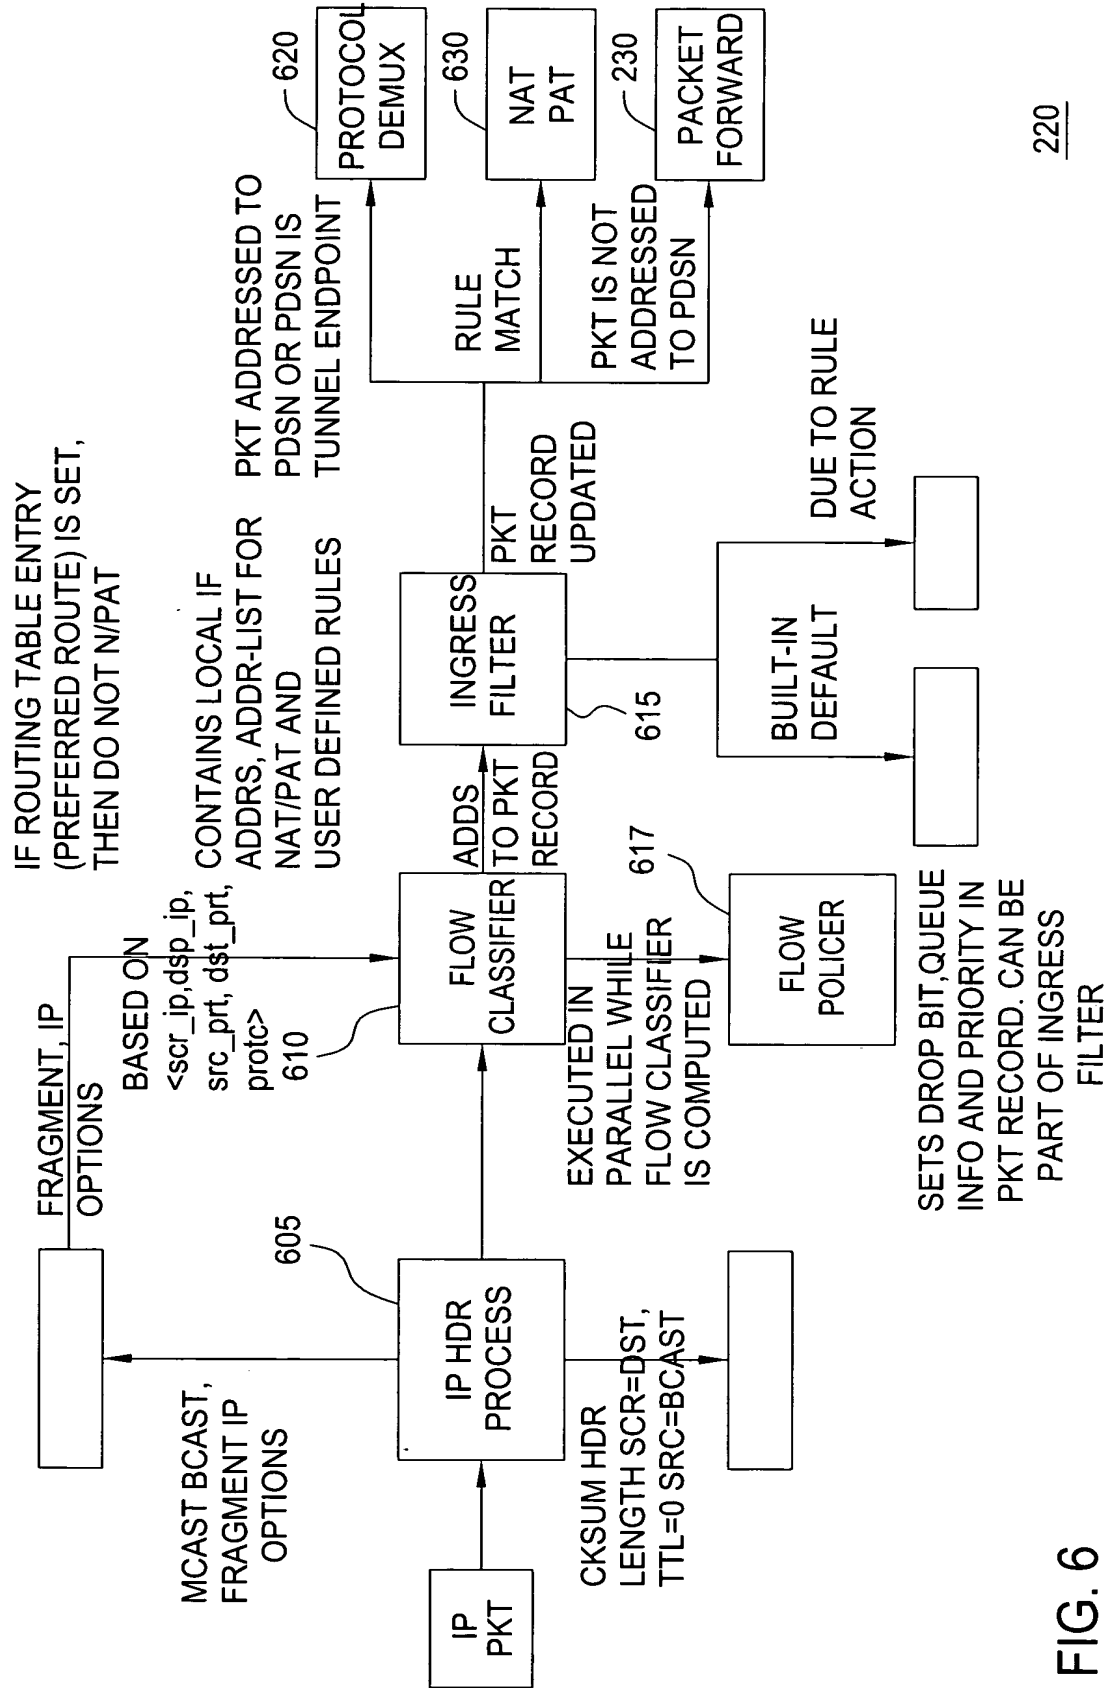 IF ROUTING TABLE ENTRY
(PREFERRED ROUTE) IS SET,
THEN DO NOT N/PAT
FRAGMENT, IP
OPTIONS
BASED ON
<scr_ip,dsp_ip,
src_prt, dst_prt,
protc>
610
CONTAINS LOCAL IF
ADDRS, ADDR-LIST FOR
NAT/PAT AND
USER DEFINED RULES
PKT ADDRESSED TO
PDSN OR PDSN IS
TUNNEL ENDPOINT
620
PROTOCOL
DEMUX
MCAST BCAST,
FRAGMENT IP
OPTIONS
605
IP
PKT
IP HDR
PROCESS
FLOW
CLASSIFIER
ADDS
TO PKT
RECORD
INGRESS
FILTER
615
PKT
RECORD
UPDATED
RULE
MATCH
630
NAT
PAT
PKT IS NOT
ADDRESSED
TO PDSN
230
PACKET
FORWARD
CKSUM HDR
LENGTH SCR=DST,
TTL=0 SRC=BCAST
EXECUTED IN
PARALLEL WHILE
FLOW CLASSIFIER
IS COMPUTED
617
FLOW
POLICER
BUILT-IN
DEFAULT
DUE TO RULE
ACTION
SETS DROP BIT,QUEUE
INFO AND PRIORITY IN
PKT RECORD. CAN BE
PART OF INGRESS
FILTER
220
FIG. 6